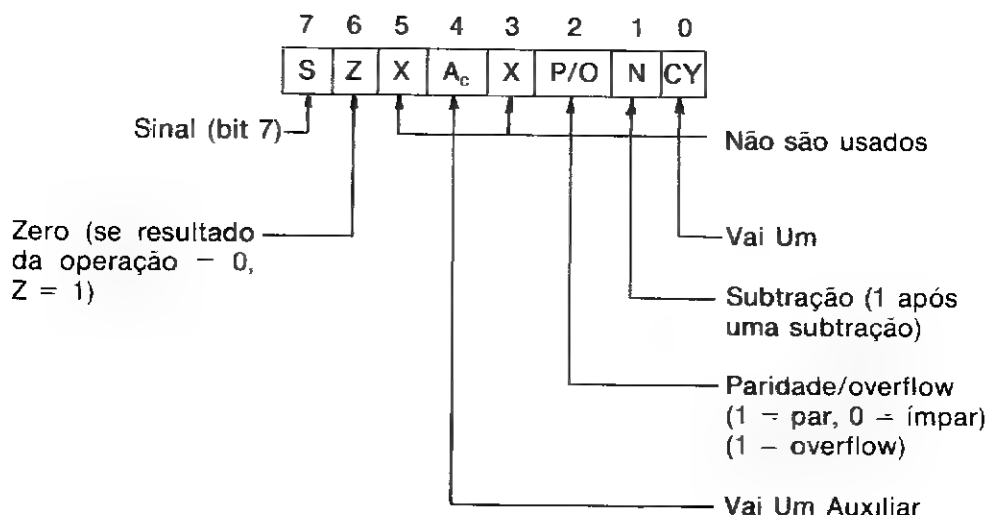 7 6 5 4 3 2 1 0
S Z X Ac X P/O N CY
Sinal (bit 7)
Não são usados
Zero (se resultado
da operação – 0,
Z = 1)
Vai Um
Subtração (1 após
uma subtração)
Paridade/overflow
(1 – par, 0 – ímpar)
(1 – overflow)
Vai Um Auxiliar